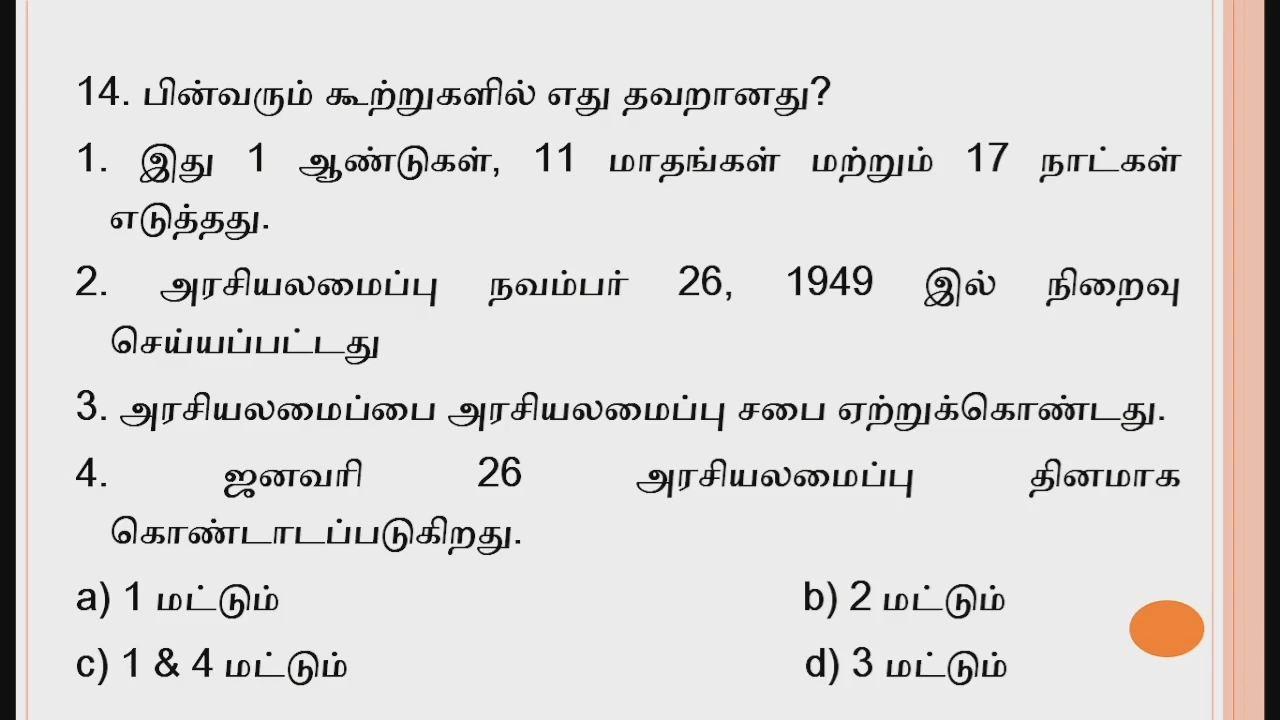 14. பின்வரும் கூற்றுகளில் எது தவறானது?
1. இது 1 ஆண்டுகள், 11 மாதங்கள் மற்றும் 17 நாட்கள்
எடுத்தது.
2. அரசியலமைப்பு நவம்பர் 26, 1949 இல் நிறைவு
செய்யப்பட்டது
3. அரசியலமைப்பை அரசியலமைப்பு சபை ஏற்றுக்கொண்டது.
4. ஜனவரி 26 அரசியலமைப்பு தினமாக
கொண்டாடப்படுகிறது.
a) 1 மட்டும் b) 2 மட்டும்
c) 1 & 4 மட்டும் d) 3 மட்டும்